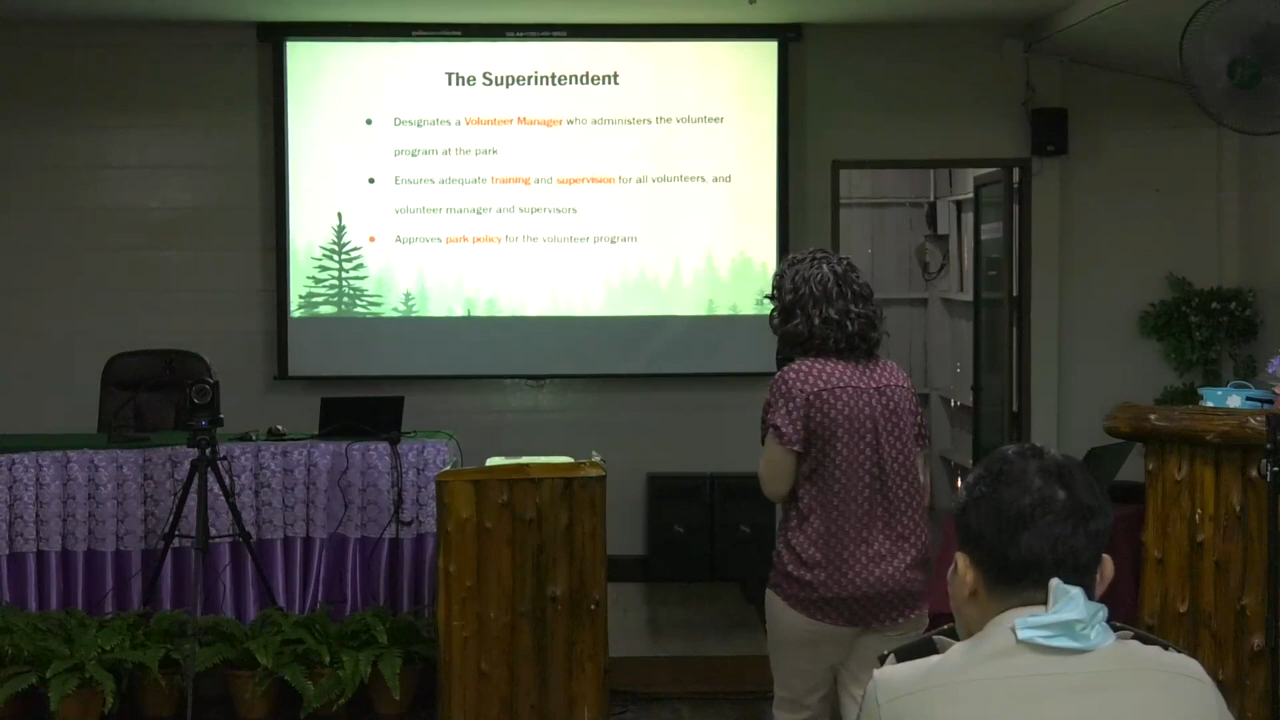 The Superintendent
● Designates a Volunteer Manager who administers the volunteer
program at the park
● Ensures adequate training and supervision for all volunteers, and
volunteer manager and supervisors
● Approves park policy for the volunteer program